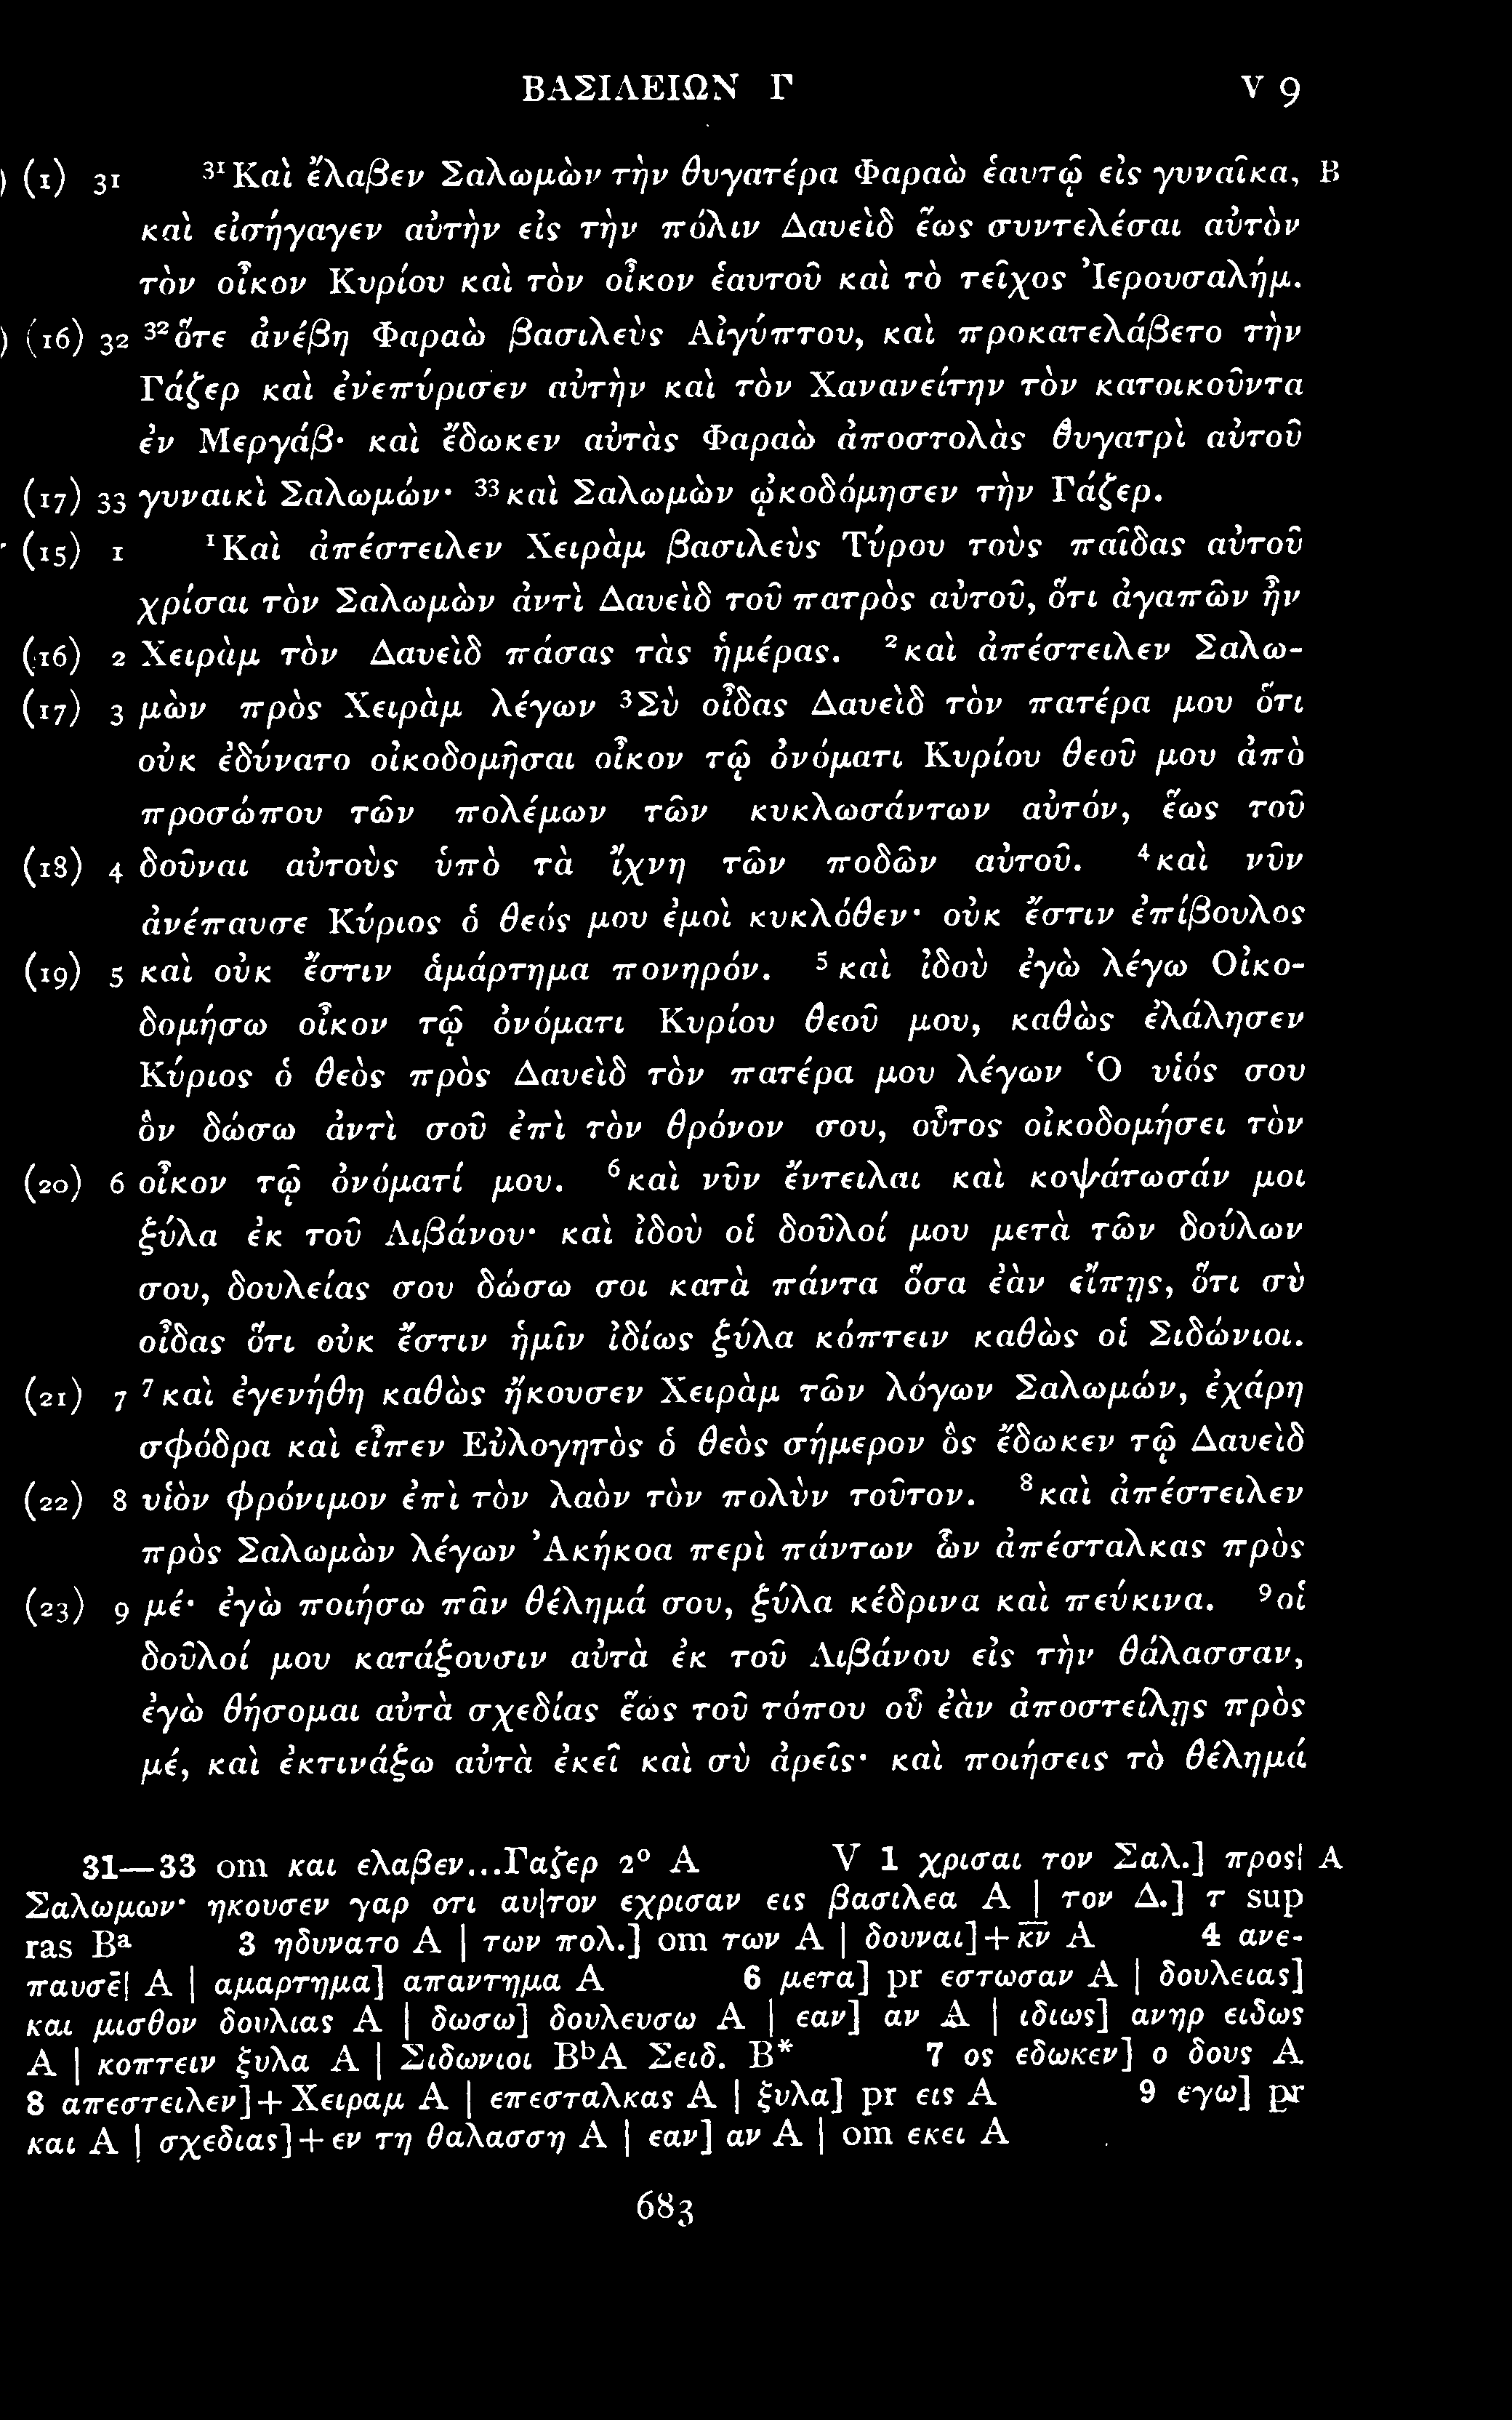 ΒΑΣΙΛΕΙΩΝ Γ V 9
) (1) 31 ³¹Καὶ ἔλαβεν Σαλωμὼν τὴν θυγατέρα Φαραὼ ἑαυτῷ εἰς γυναῖκα, B
καὶ εἰσήγαγεν αὐτὴν εἰς τὴν πόλιν Δαυεὶδ ἕως συντελέσαι αὐτὸν
τὸν οἶκον Κυρίου καὶ τὸν οἶκον ἑαυτοῦ καὶ τὸ τεῖχος Ἰερουσαλήμ.
) (16) 32 ³²ὅτε ἀνέβη Φαραὼ βασιλεὺς Αἰγύπτου, καὶ προκατελάβετο τὴν
Γάζερ καὶ ἐνεπύρισεν αὐτὴν καὶ τὸν Χανανείτην τὸν κατοικοῦντα
ἐν Μεργάβ· καὶ ἔδωκεν αὐτὰς Φαραὼ ἀποστολὰς θυγατρὶ αὐτοῦ
(17) 33 γυναικὶ Σαλωμών· ³³καὶ Σαλωμὼν ᾠκοδόμησεν τὴν Γάζερ.
(15) 1 ¹Καὶ ἀπέστειλεν Χειρὰμ βασιλεὺς Τύρου τοὺς παῖδας αὐτοῦ
χρίσαι τὸν Σαλωμὼν ἀντὶ Δαυεὶδ τοῦ πατρὸς αὐτοῦ, ὅτι ἀγαπῶν ἦν
(16) 2 Χειρὰμ τὸν Δαυεὶδ πάσας τὰς ἡμέρας. ²καὶ ἀπέστειλεν Σαλω-
(17) 3 μὼν πρὸς Χειρὰμ λέγων ³Σὺ οἶδας Δαυεὶδ τὸν πατέρα μου ὅτι
οὐκ ἐδύνατο οἰκοδομῆσαι οἶκον τῷ ὀνόματι Κυρίου θεοῦ μου ἀπὸ
προσώπου τῶν πολέμων τῶν κυκλωσάντων αὐτόν, ἕως τοῦ
(18) 4 δοῦναι αὐτοὺς ὑπὸ τὰ ἴχνη τῶν ποδῶν αὐτοῦ. ⁴καὶ νῦν
ἀνέπαυσε Κύριος ὁ θεός μου ἐμοὶ κυκλόθεν· οὐκ ἔστιν ἐπίβουλος
(19) 5 καὶ οὐκ ἔστιν ἁμάρτημα πονηρόν. ⁵καὶ ἰδοὺ ἐγὼ λέγω Οἰκο-
δομήσω οἶκον τῷ ὀνόματι Κυρίου θεοῦ μου, καθὼς ἐλάλησεν
Κύριος ὁ θεὸς πρὸς Δαυεὶδ τὸν πατέρα μου λέγων Ὁ υἱός σου
ὃν δώσω ἀντὶ σοῦ ἐπὶ τὸν θρόνον σου, οὗτος οἰκοδομήσει τὸν
(20) 6 οἶκον τῷ ὀνόματί μου. ⁶καὶ νῦν ἔντειλαι καὶ κοψάτωσάν μοι
ξύλα ἐκ τοῦ Λιβάνου· καὶ ἰδοὺ οἱ δοῦλοί μου μετὰ τῶν δούλων
σου, δουλείας σου δώσω σοι κατὰ πάντα ὅσα ἐὰν εἴπῃς, ὅτι σὺ
οἶδας ὅτι οὐκ ἔστιν ἡμῖν ἰδίως ξύλα κόπτειν καθὼς οἱ Σιδώνιοι.
(21) 7 ⁷καὶ ἐγενήθη καθὼς ἤκουσεν Χειρὰμ τῶν λόγων Σαλωμών, ἐχάρη
σφόδρα καὶ εἶπεν Εὐλογητὸς ὁ θεὸς σήμερον ὃς ἔδωκεν τῷ Δαυεὶδ
(22) 8 υἱὸν φρόνιμον ἐπὶ τὸν λαὸν τὸν πολὺν τοῦτον. ⁸καὶ ἀπέστειλεν
πρὸς Σαλωμὼν λέγων Ἀκήκοα περὶ πάντων ὧν ἀπέσταλκας πρὸς
(23) 9 μέ· ἐγὼ ποιήσω πᾶν θέλημά σου, ξύλα κέδρινα καὶ πεύκινα. ⁹οἱ
δοῦλοί μου κατάξουσιν αὐτὰ ἐκ τοῦ Λιβάνου εἰς τὴν θάλασσαν,
ἐγὼ θήσομαι αὐτὰ σχεδίας ἕως τοῦ τόπου οὗ ἐὰν ἀποστείλῃς πρὸς
μέ, καὶ ἐκτινάξω αὐτὰ ἐκεῖ καὶ σὺ ἀρεῖς· καὶ ποιήσεις τὸ θέλημά
31—33 om και ελαβεν...Γαζερ 2° A V 1 χρισαι τον Σαλ.] προς| A
Σαλωμων· ηκουσεν γαρ οτι αυ|τον εχρισαν εις βασιλεα A | τον Δ.] τ sup
ras Bᵃ 3 ηδυνατο A | των πολ.] om των A | δουναι]+κ̅ν̅ A 4 ανε-
παυσε̄| A | αμαρτημα] απαντημα A 6 μετα] pr εστωσαν A | δουλειας]
και μισθον δουλιας A | δωσω] δουλευσω A | εαν] αν A | ιδιως] ανηρ ειδως
A | κοπτειν ξυλα A | Σιδωνιοι BᵇA Σειδ. B* 7 ος εδωκεν] ο δους A
8 απεστειλεν]+Χειραμ A | επεσταλκας A | ξυλα] pr εις A 9 εγω] pr
και A | σχεδιας]+εν τη θαλασση A | εαν] αν A | om εκει A
683